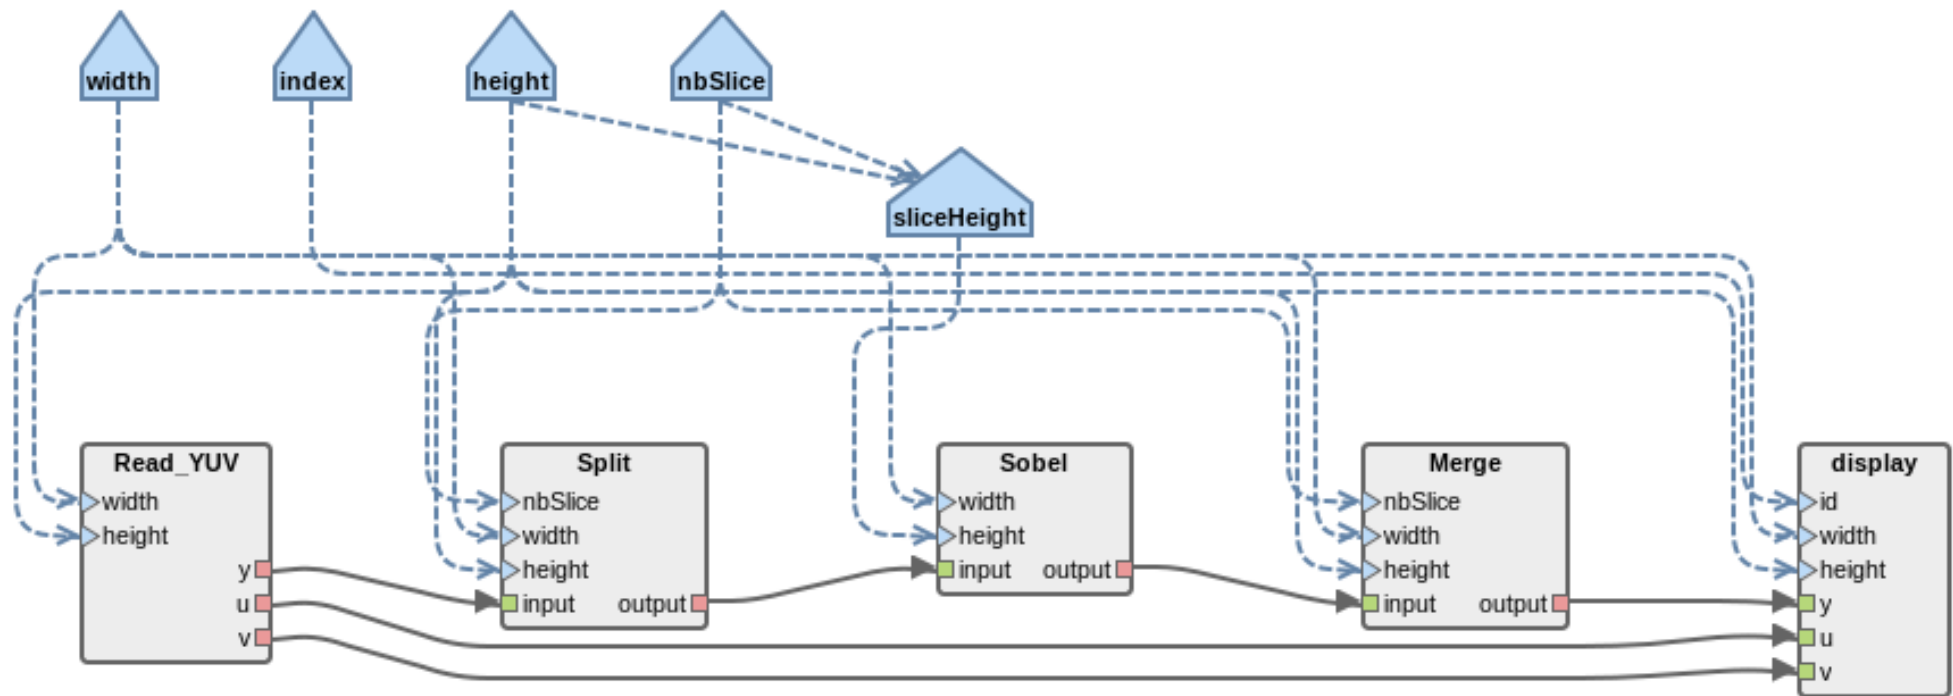 width
index
height
nbSlice
sliceHeight
Read_YUV
width
height
y
u
v
Split
nbSlice
width
height
input output
Sobel
width
height
input output
Merge
nbSlice
width
height
input output
display
id
width
height
y
u
v